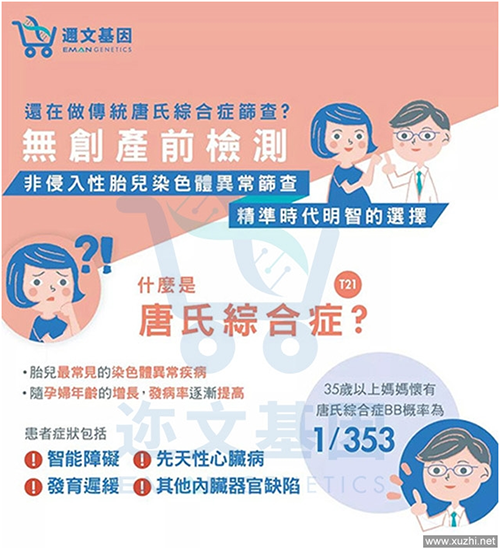 邇文基因
EMAN GENETICS
還在做傳統唐氏綜合症篩查?
無創產前檢測
非侵入性胎兒染色體異常篩查
精準時代明智的選擇
?!
什麼是
T21
唐氏綜合症?
·胎兒最常見的染色體異常疾病
·隨孕婦年齡的增長,發病率逐漸提高
35歲以上媽媽懷有
唐氏綜合症BB概率為
1/353
患者症狀包括
! 智能障礙 ! 先天性心臟病
! 發育遲緩 ! 其他內臟器官缺陷
迩文基因
EMAN GENETICS
www.xuzhi.net